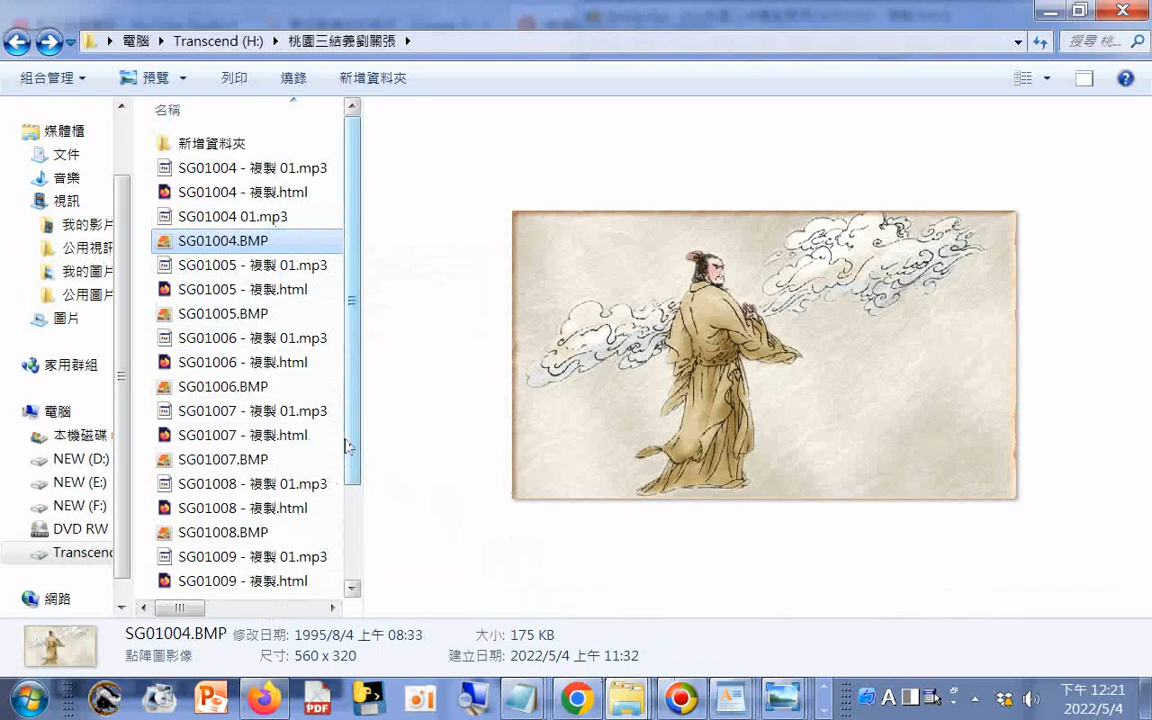 電腦 Transcend (H:) 桃園三結義劉關張
搜尋 桃...
組合管理 預覽 列印 燒錄 新增資料夾
名稱
媒體櫃
文件
音樂
視訊
我的影片
公用視訊
我的圖片
公用圖片
圖片
家用群組
電腦
本機磁碟
NEW (D:)
NEW (E:)
NEW (F:)
DVD RW
Transcend
網路
新增資料夾
SG01004 - 複製 01.mp3
SG01004 - 複製.html
SG01004 01.mp3
SG01004.BMP
SG01005 - 複製 01.mp3
SG01005 - 複製.html
SG01005.BMP
SG01006 - 複製 01.mp3
SG01006 - 複製.html
SG01006.BMP
SG01007 - 複製 01.mp3
SG01007 - 複製.html
SG01007.BMP
SG01008 - 複製 01.mp3
SG01008 - 複製.html
SG01008.BMP
SG01009 - 複製 01.mp3
SG01009 - 複製.html
SG01004.BMP 修改日期: 1995/8/4 上午 08:33 大小: 175 KB
點陣圖影像 尺寸: 560 x 320 建立日期: 2022/5/4 上午 11:32
PDF
A
下午 12:21
2022/5/4